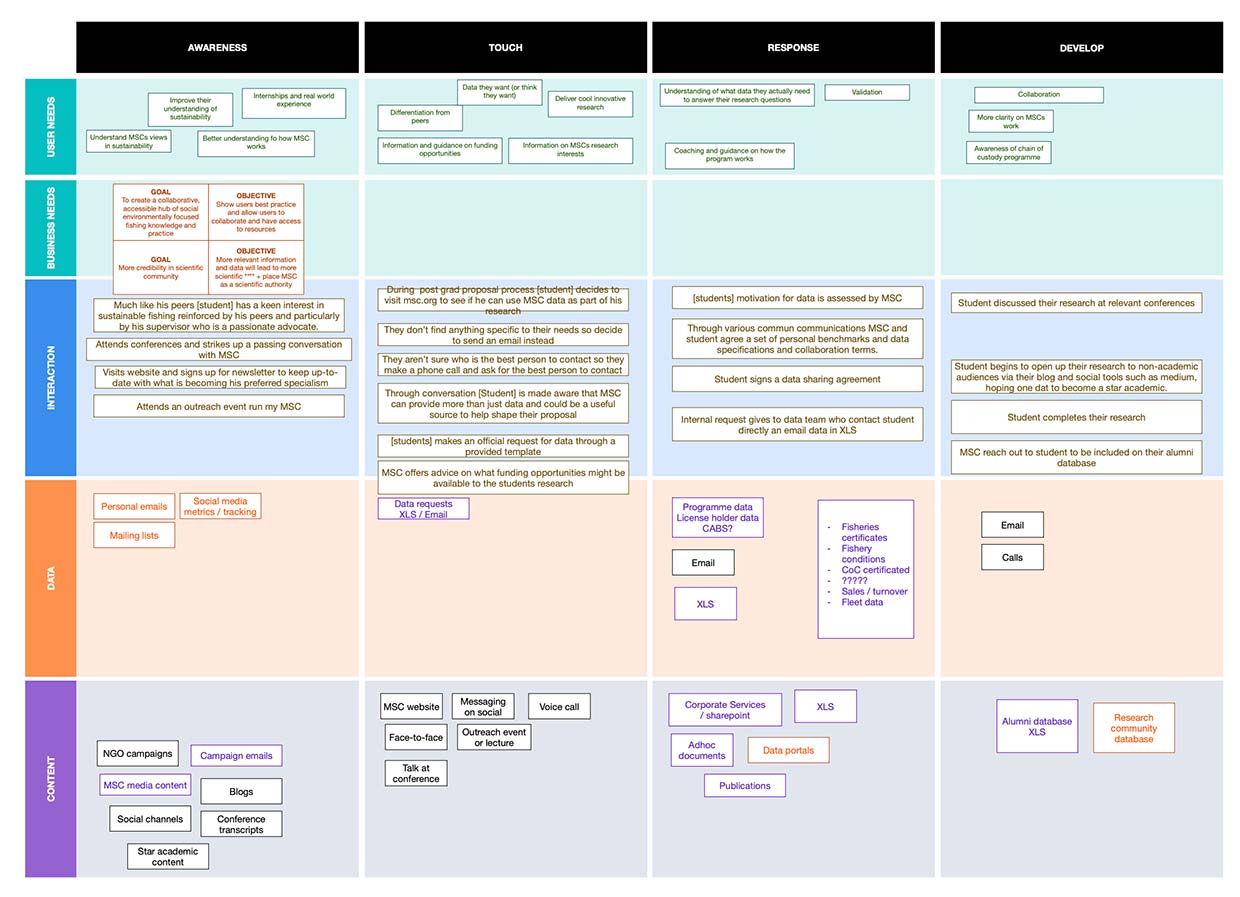 AWARENESS
TOUCH
RESPONSE
DEVELOP
USER NEEDS
Improve their
understanding of
sustainability
Internships and real world
experience
Understand MSCs views
in sustainability
Better understanding fo how MSC
works
Data they want (or think
they want)
Deliver cool innovative
research
Differentiation from
peers
Information and guidance on funding
opportunities
Information on MSCs research
interests
Understanding of what data they actually need
to answer their research questions
Validation
Coaching and guidance on how the
program works
Collaboration
More clarity on MSCs
work
Awareness of chain of
custody programme
BUSINESS NEEDS
GOAL
To create a collaborative,
accessible hub of social
environmentally focused
fishing knowledge and
practice
OBJECTIVE
Show users best practice
and allow users to
collaborate and have access
to resources
GOAL
More credibility in scientific
community
OBJECTIVE
More relevant information
and data will lead to more
scientific **** + place MSC
as a scientific authority
INTERACTION
Much like his peers [student] has a keen interest in
sustainable fishing reinforced by his peers and particularly
by his supervisor who is a passionate advocate.
Attends conferences and strikes up a passing conversation
with MSC
Visits website and signs up for newsletter to keep up-to-
date with what is becoming his preferred specialism
Attends an outreach event run my MSC
During post grad proposal process [student] decides to
visit msc.org to see if he can use MSC data as part of his
research
They don't find anything specific to their needs so decide
to send an email instead
They aren't sure who is the best person to contact so they
make a phone call and ask for the best person to contact
Through conversation [Student] is made aware that MSC
can provide more than just data and could be a useful
source to help shape their proposal
[students] makes an official request for data through a
provided template
MSC offers advice on what funding opportunities might be
available to the students research
[students] motivation for data is assessed by MSC
Through various commun communications MSC and
student agree a set of personal benchmarks and data
specifications and collaboration terms.
Student signs a data sharing agreement
Internal request gives to data team who contact student
directly an email data in XLS
Student discussed their research at relevant conferences
Student begins to open up their research to non-academic
audiences via their blog and social tools such as medium,
hoping one dat to become a star academic.
Student completes their research
MSC reach out to student to be included on their alumni
database
DATA
Personal emails
Social media
metrics / tracking
Mailing lists
Data requests
XLS / Email
Programme data
License holder data
CABS?
Email
XLS
- Fisheries
certificates
- Fishery
conditions
- CoC certificated
- ?????
- Sales / turnover
- Fleet data
Email
Calls
CONTENT
NGO campaigns
Campaign emails
MSC media content
Blogs
Social channels
Conference
transcripts
Star academic
content
MSC website
Messaging
on social
Voice call
Face-to-face
Outreach event
or lecture
Talk at
conference
Corporate Services
/ sharepoint
XLS
Adhoc
documents
Data portals
Publications
Alumni database
XLS
Research
community
database